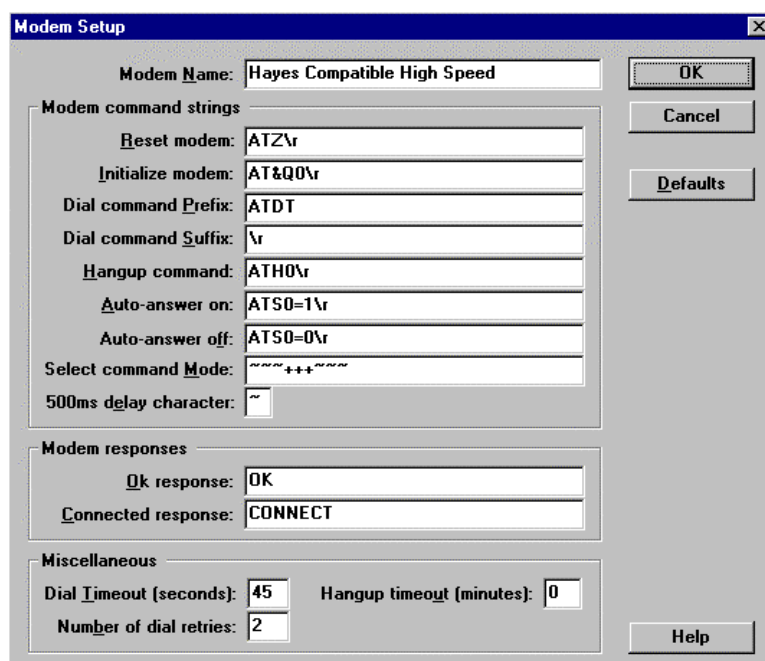 Modem Setup
Modem Name: Hayes Compatible High Speed
OK
Cancel
Defaults
Modem command strings
Reset modem: ATZ\r
Initialize modem: AT&Q0\r
Dial command Prefix: ATDT
Dial command Suffix: \r
Hangup command: ATH0\r
Auto-answer on: ATS0=1\r
Auto-answer off: ATS0=0\r
Select command Mode: ~~~+++~~~
500ms delay character: ~
Modem responses
Ok response: OK
Connected response: CONNECT
Miscellaneous
Dial Timeout (seconds): 45 Hangup timeout (minutes): 0
Number of dial retries: 2
Help